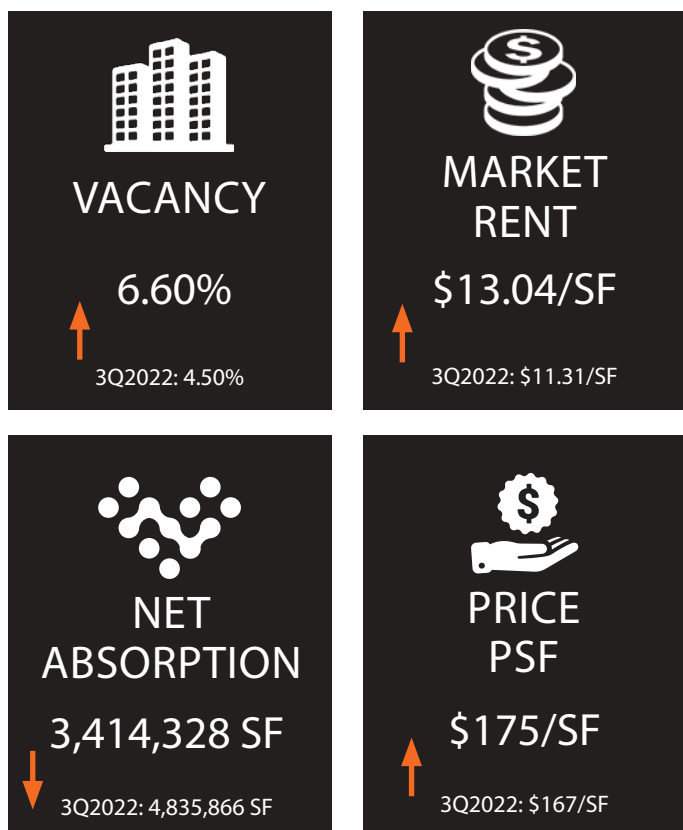 VACANCY
6.60%
3Q2022: 4.50%
$
MARKET
RENT
$13.04/SF
3Q2022: $11.31/SF
NET
ABSORPTION
3,414,328 SF
3Q2022: 4,835,866 SF
$
PRICE
PSF
$175/SF
3Q2022: $167/SF